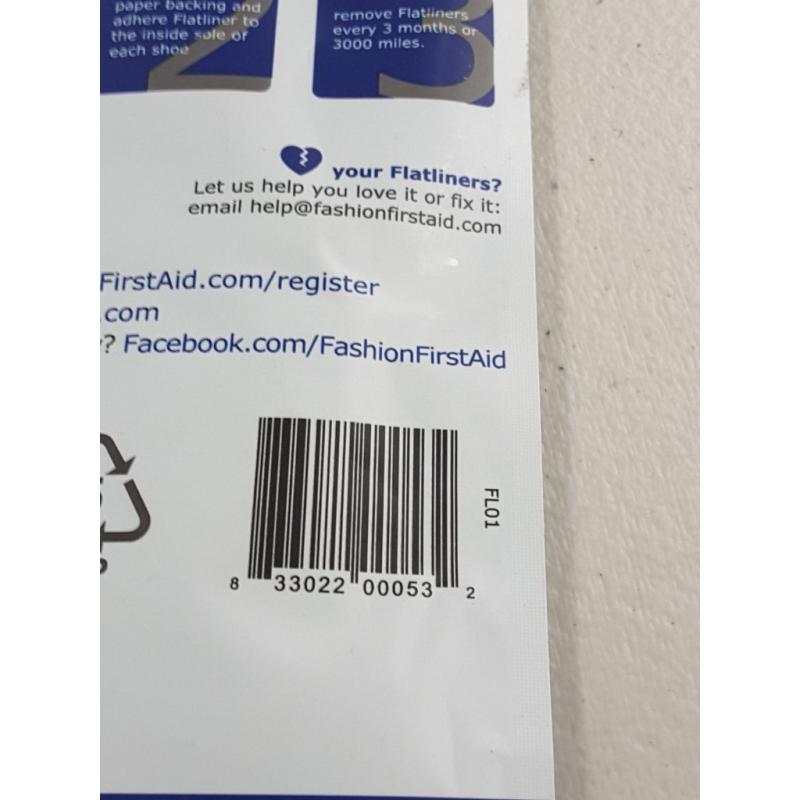 paper backing and
adhere Flatliner to
the inside sole of
each shoe
2
remove Flatliners
every 3 months or
3000 miles.
3
your Flatliners?
Let us help you love it or fix it:
email help@fashionfirstaid.com
FirstAid.com/register
.com
? Facebook.com/FashionFirstAid
FL01
8 33022 00053 2